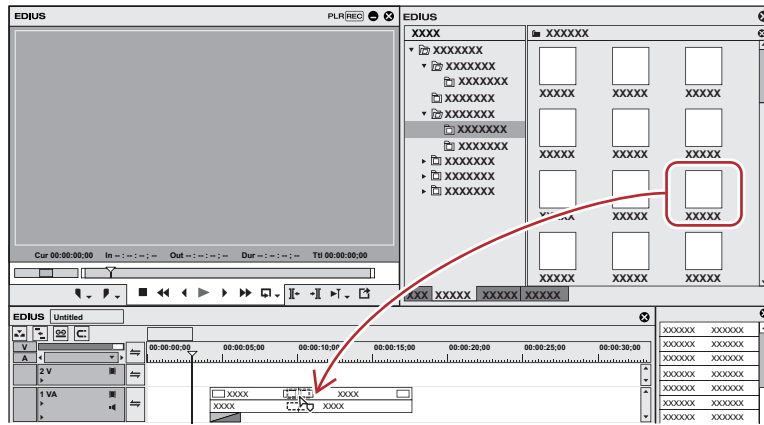 EDIUS
PLR REC
EDIUS
XXXX
XXXXXX
XXXXXXX
XXXXXXX
XXXXXXX
XXXXXXX
XXXXXXX
XXXXXXX
XXXXXXX
XXXXXXX
XXXXXXX
XXXXXXX
XXXXX XXXXX XXXXX
XXXXX XXXXX XXXXX
XXXXX XXXXX XXXXX
XXXXX XXXXX XXXXX
Cur 00:00:00;00 In -- : -- : -- ; -- Out -- : -- : -- ; -- Dur -- : -- : -- ; -- Ttl 00:00:00;00
XXX XXXXX XXXXX XXXXX
EDIUS Untitled
V
A
00:00:00;00 00:00:05;00 00:00:10;00 00:00:15;00 00:00:20;00 00:00:25;00 00:00:30;00
2 V
1 VA
XXXX XXXX
XXXX XXXX
XXXXXX XXXXXX
XXXXXX XXXXXX
XXXXXX XXXXXX
XXXXXX XXXXXX
XXXXXX XXXXXX
XXXXXX XXXXXX
XXXXXX XXXXXX